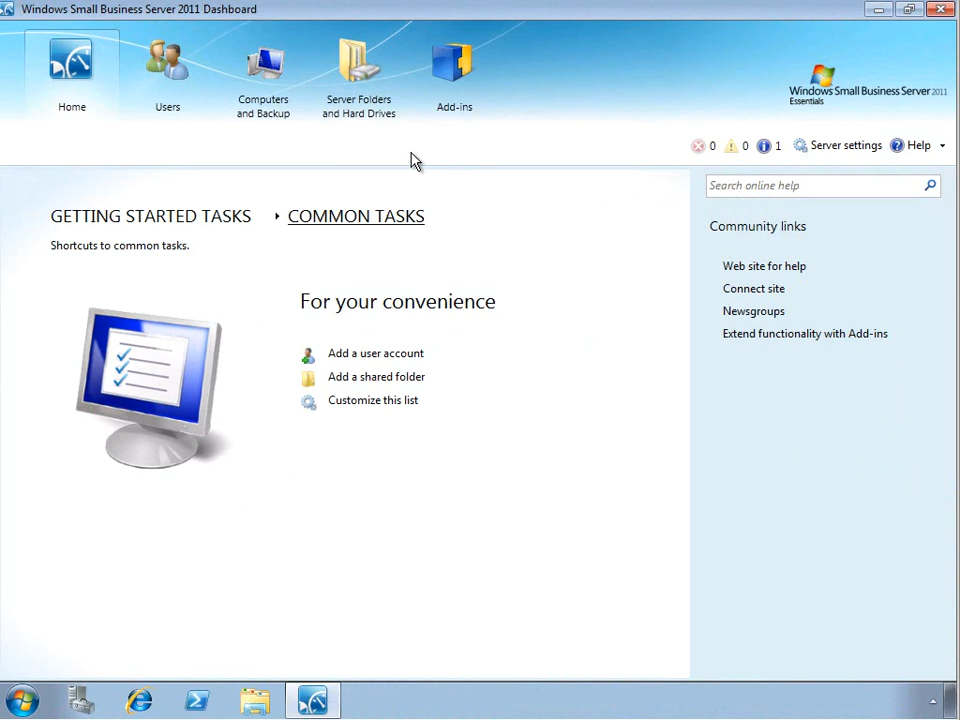 Windows Small Business Server 2011 Dashboard
Home
Users
Computers
and Backup
Server Folders
and Hard Drives
Add-ins
Windows Small Business Server 2011
Essentials
0
0
1
Server settings
Help
Search online help
GETTING STARTED TASKS
COMMON TASKS
Shortcuts to common tasks.
For your convenience
Add a user account
Add a shared folder
Customize this list
Community links
Web site for help
Connect site
Newsgroups
Extend functionality with Add-ins